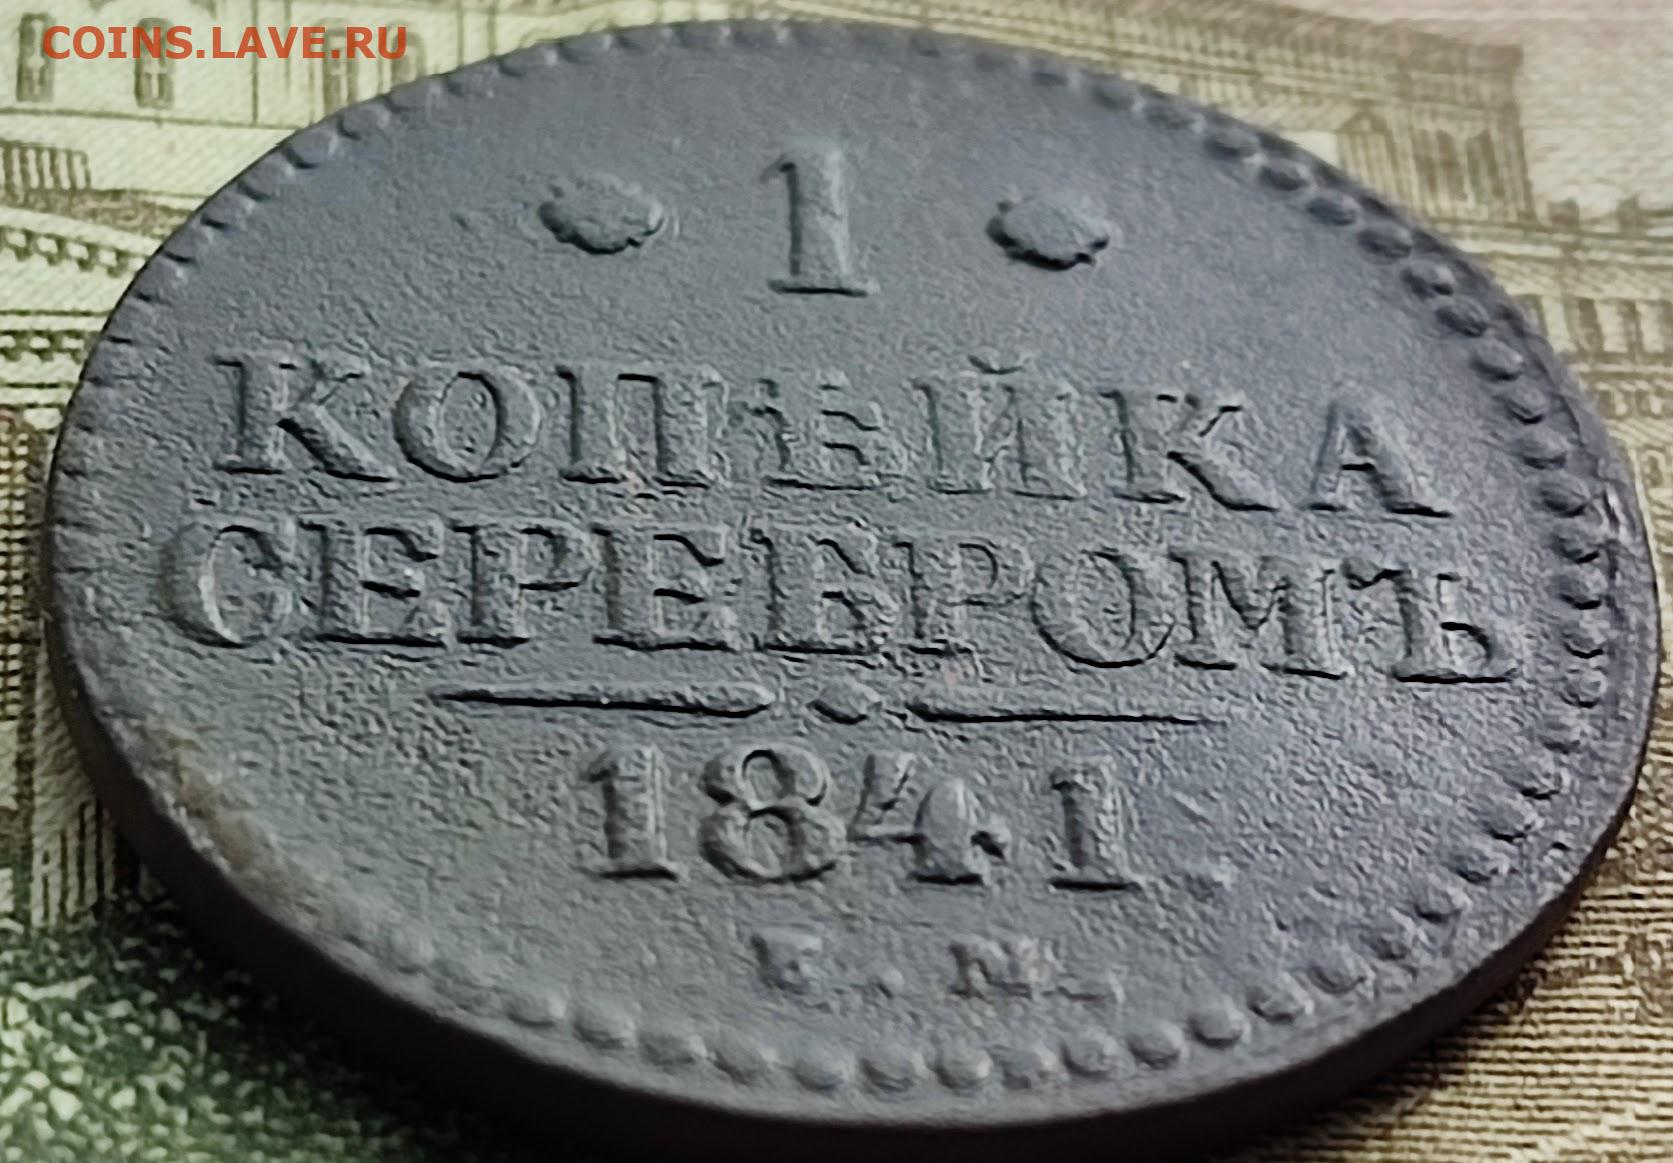 COINS.LAVE.RU
1
КОПѢЙКА
СЕРЕБРОМЪ
1841
Е. М.